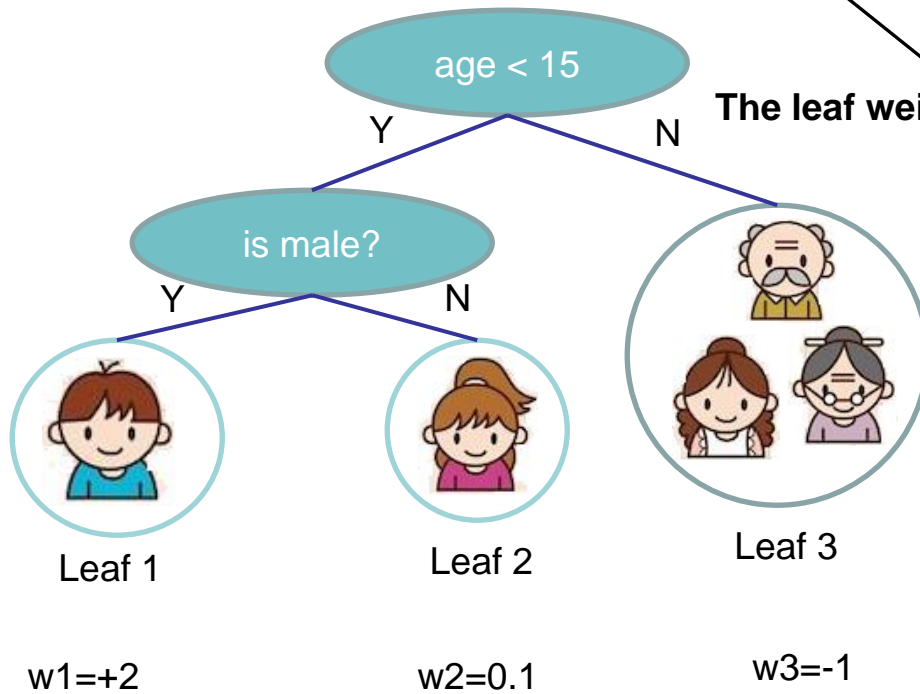 age < 15
The leaf wei
Y
N
is male?
Y
N
Leaf 1
Leaf 2
Leaf 3
w1=+2
w2=0.1
w3=-1